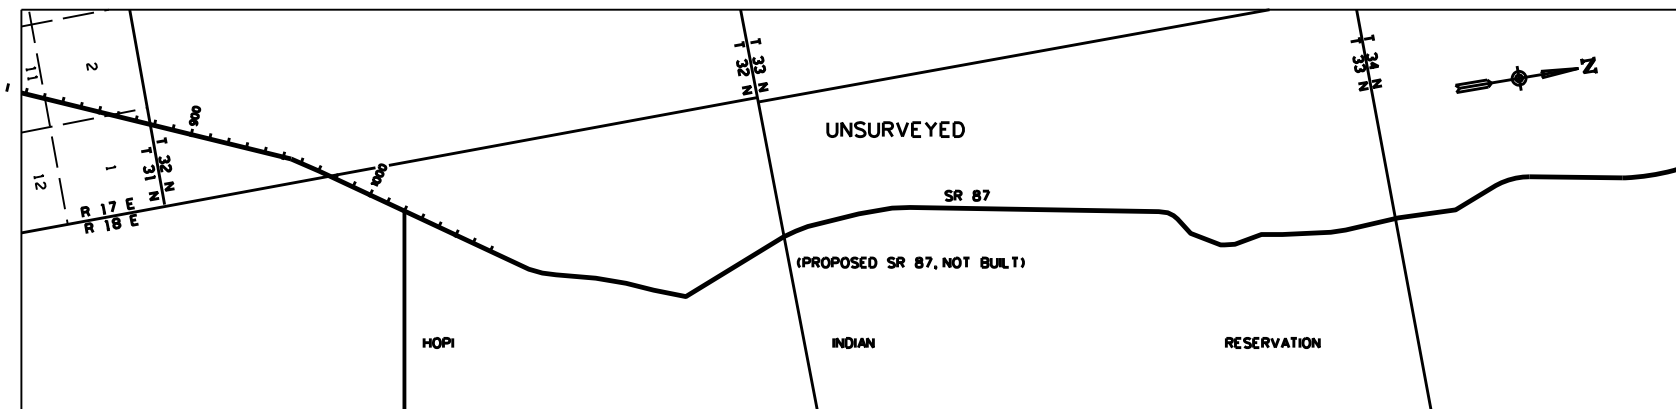 11
2
12
1
900
T 32 N
T 31 N
R 17 E
R 18 E
1000
T 33 N
T 32 N
UNSURVEYED
SR 87
(PROPOSED SR 87, NOT BUILT)
T 34 N
T 33 N
N
HOPI INDIAN RESERVATION